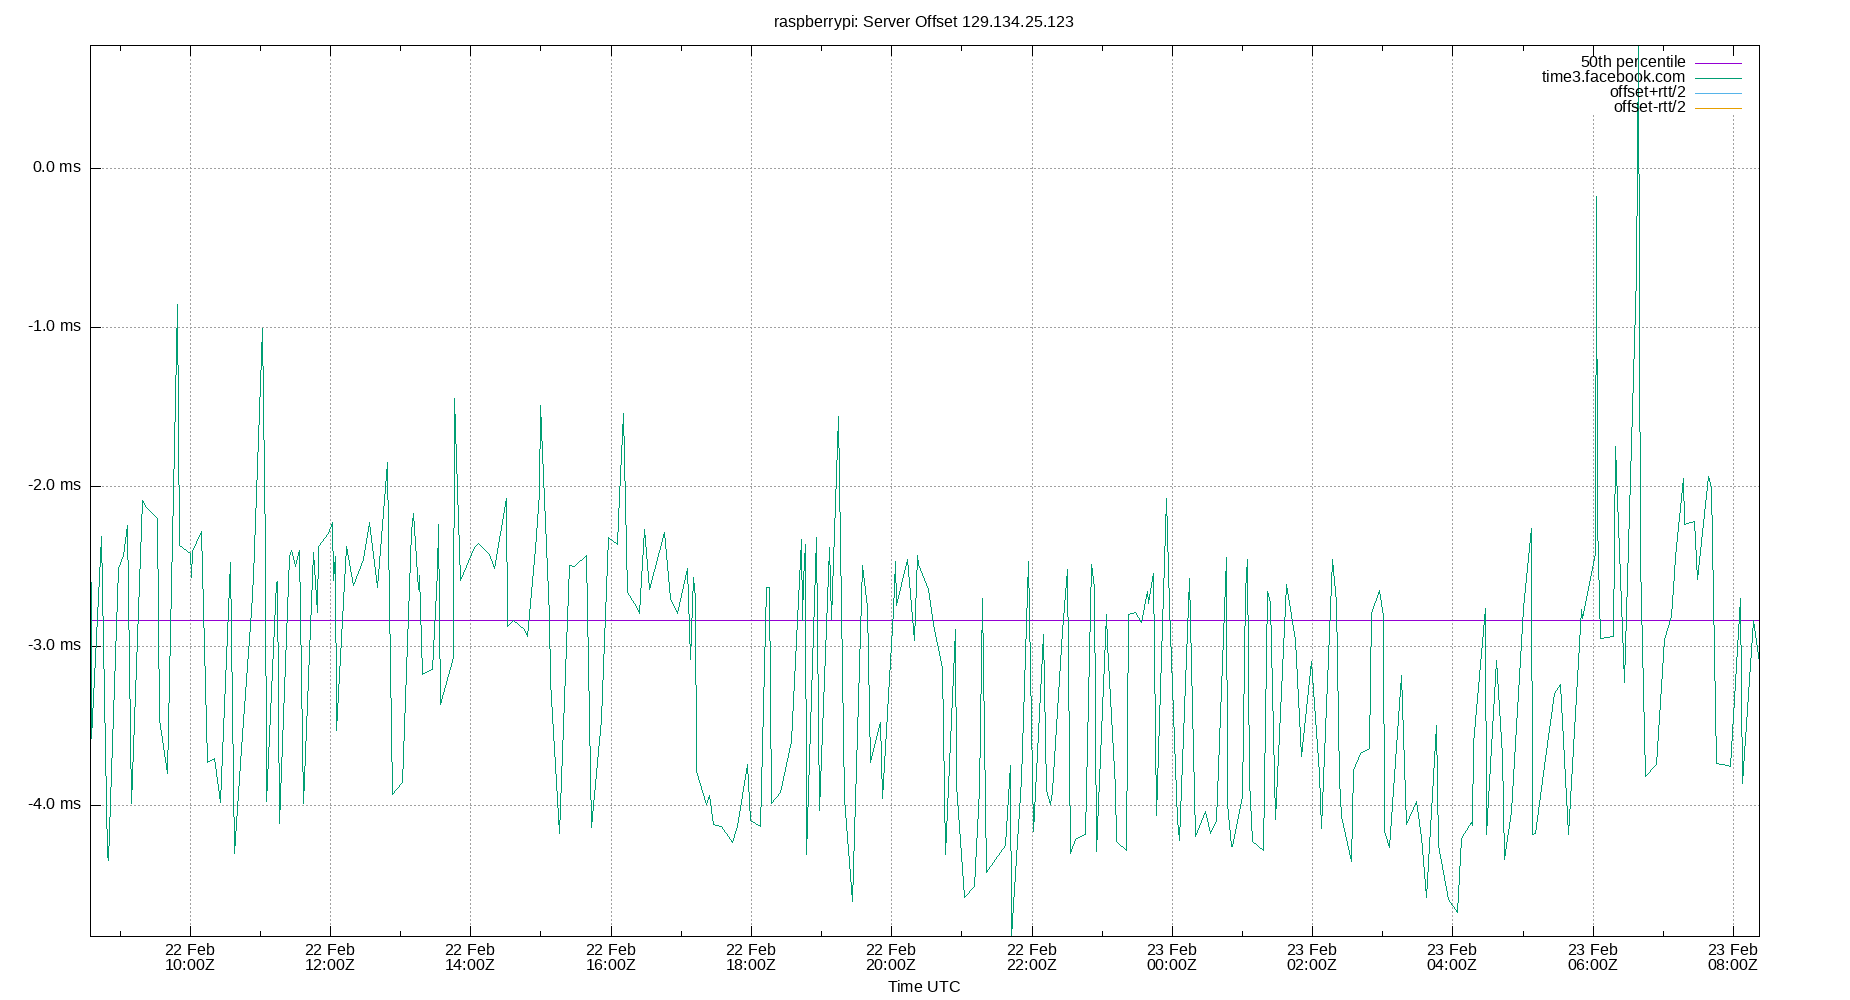 raspberrypi: Server Offset 129.134.25.123
50th percentile
time3.facebook.com
offset+rtt/2
offset-rtt/2
0.0 ms
-1.0 ms
-2.0 ms
-3.0 ms
-4.0 ms
22 Feb 22 Feb 22 Feb 22 Feb 22 Feb 22 Feb 22 Feb 23 Feb 23 Feb 23 Feb 23 Feb 23 Feb
10:00Z 12:00Z 14:00Z 16:00Z 18:00Z 20:00Z 22:00Z 00:00Z 02:00Z 04:00Z 06:00Z 08:00Z
Time UTC